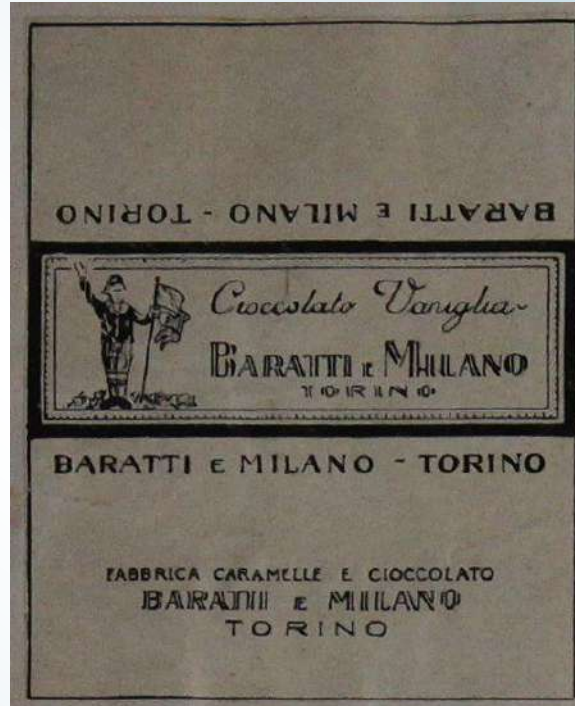 BARATTI E MILANO - TORINO
Cioccolato Vaniglia
BARATTI E MILANO
TORINO
BARATTI E MILANO - TORINO
FABBRICA CARAMELLE E CIOCCOLATO
BARATTI E MILANO
TORINO